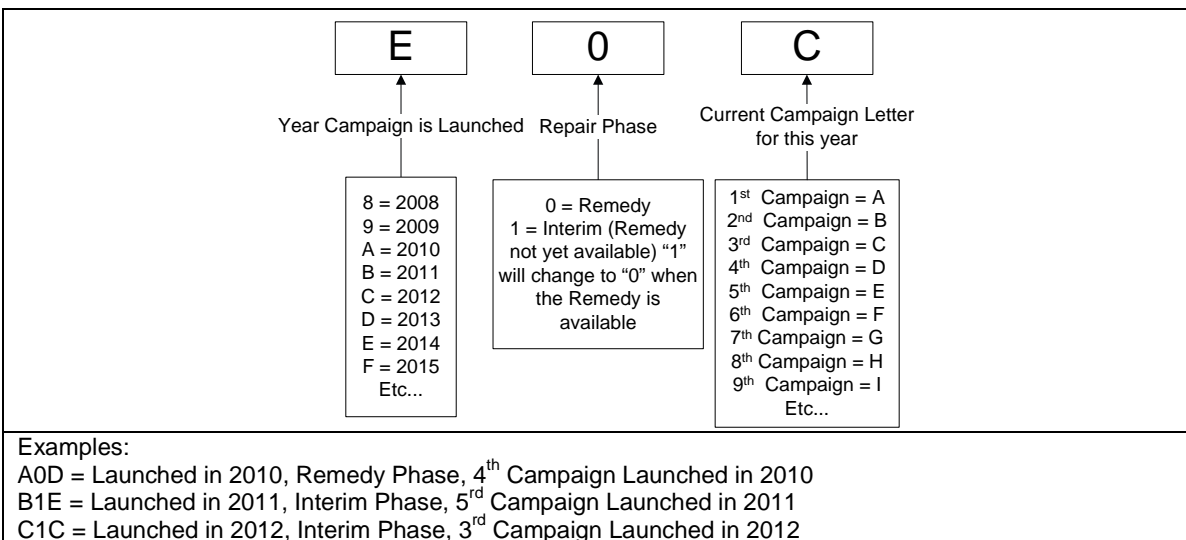 E
0
C
Year Campaign is Launched
Repair Phase
Current Campaign Letter
for this year
8 = 2008
9 = 2009
A = 2010
B = 2011
C = 2012
D = 2013
E = 2014
F = 2015
Etc...
0 = Remedy
1 = Interim (Remedy
not yet available) “1”
will change to “0” when
the Remedy is
available
1st Campaign = A
2nd Campaign = B
3rd Campaign = C
4th Campaign = D
5th Campaign = E
6th Campaign = F
7th Campaign = G
8th Campaign = H
9th Campaign = I
Etc...
Examples:
A0D = Launched in 2010, Remedy Phase, 4th Campaign Launched in 2010
B1E = Launched in 2011, Interim Phase, 5rd Campaign Launched in 2011
C1C = Launched in 2012, Interim Phase, 3rd Campaign Launched in 2012